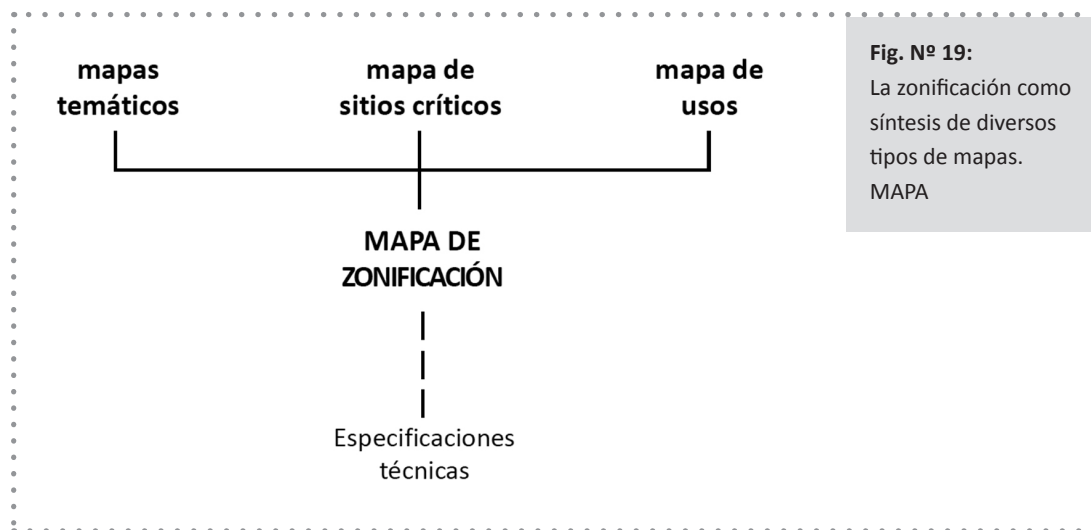 mapas
temáticos
mapa de
sitios críticos
mapa de
usos
MAPA DE
ZONIFICACIÓN
Especificaciones
técnicas
Fig. Nº 19:
La zonificación como
síntesis de diversos
tipos de mapas.
MAPA